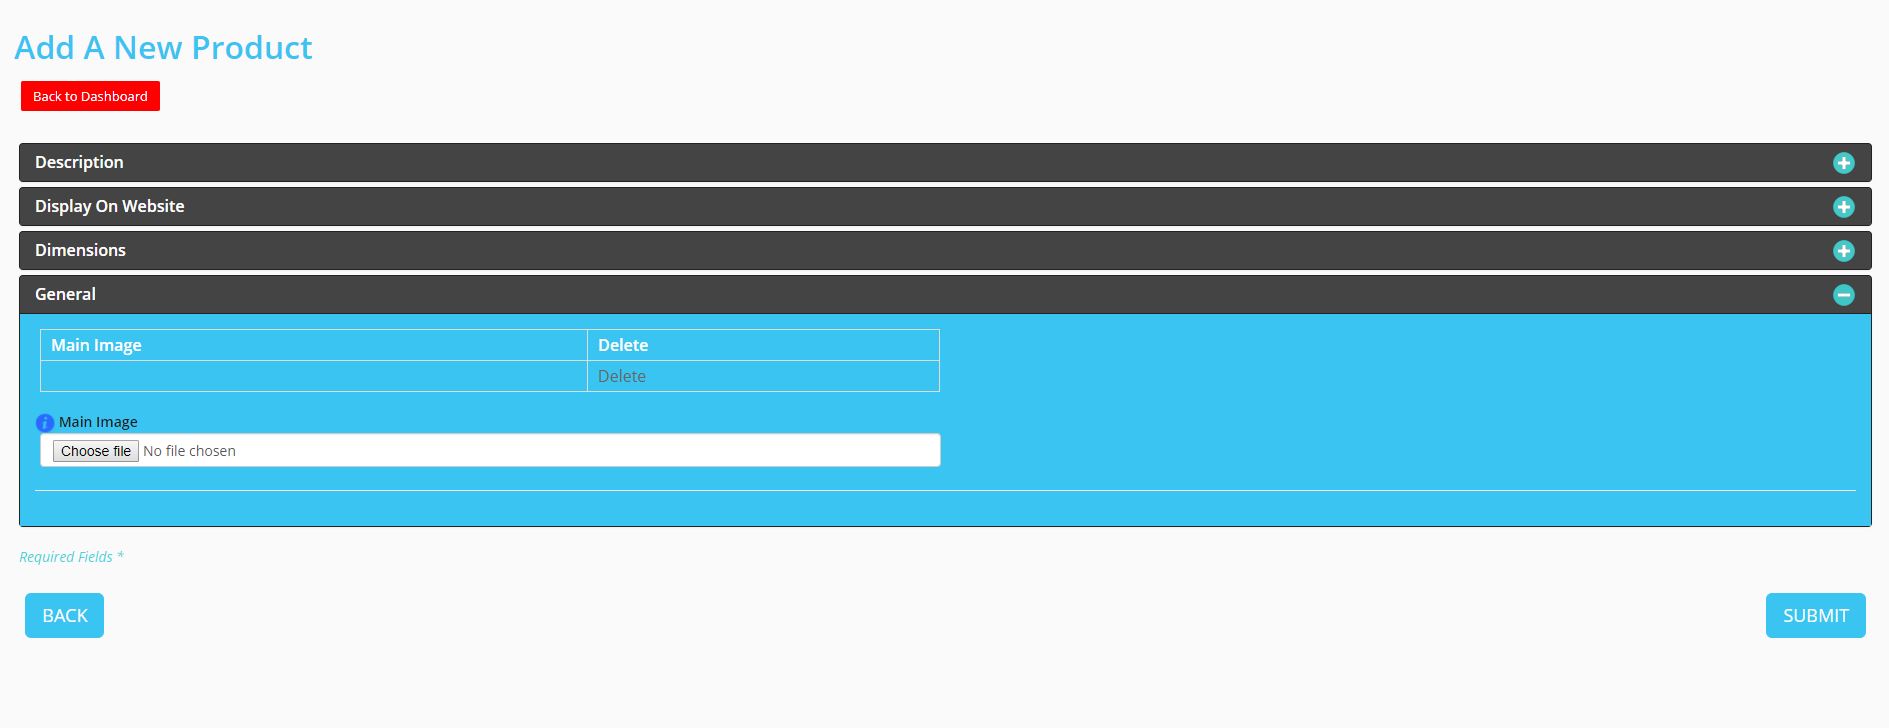 Add A New Product
Back to Dashboard
Description
Display On Website
Dimensions
General
Main Image Delete
Delete
i Main Image
Choose file No file chosen
Required Fields *
BACK SUBMIT